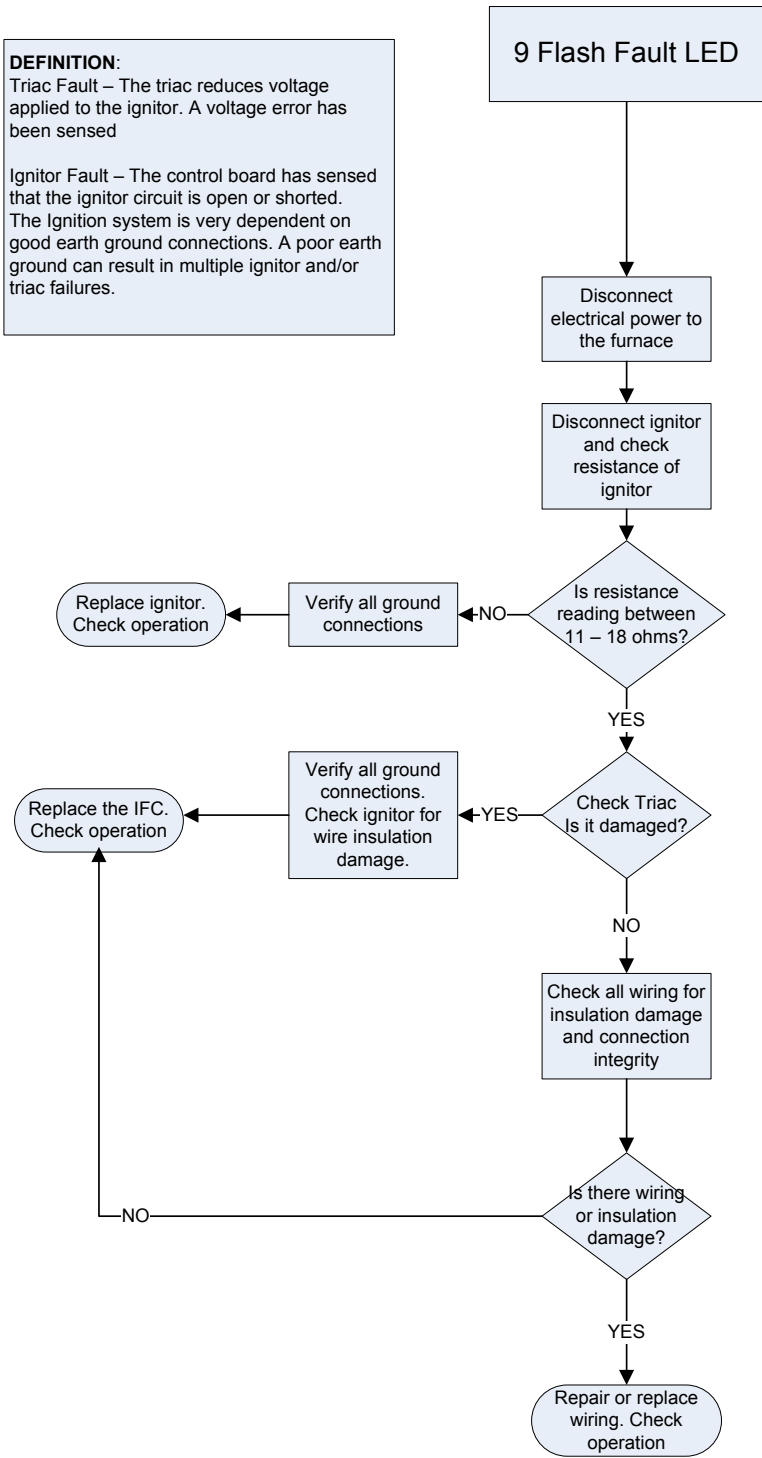 DEFINITION:
Triac Fault – The triac reduces voltage
applied to the ignitor. A voltage error has
been sensed
Ignitor Fault – The control board has sensed
that the ignitor circuit is open or shorted.
The Ignition system is very dependent on
good earth ground connections. A poor earth
ground can result in multiple ignitor and/or
triac failures.
9 Flash Fault LED
Disconnect
electrical power to
the furnace
Disconnect ignitor
and check
resistance of
ignitor
Is resistance
reading between
11 – 18 ohms?
NO
Verify all ground
connections
Replace ignitor.
Check operation
YES
Check Triac
Is it damaged?
YES
Verify all ground
connections.
Check ignitor for
wire insulation
damage.
Replace the IFC.
Check operation
NO
Check all wiring for
insulation damage
and connection
integrity
Is there wiring
or insulation
damage?
NO
YES
Repair or replace
wiring. Check
operation